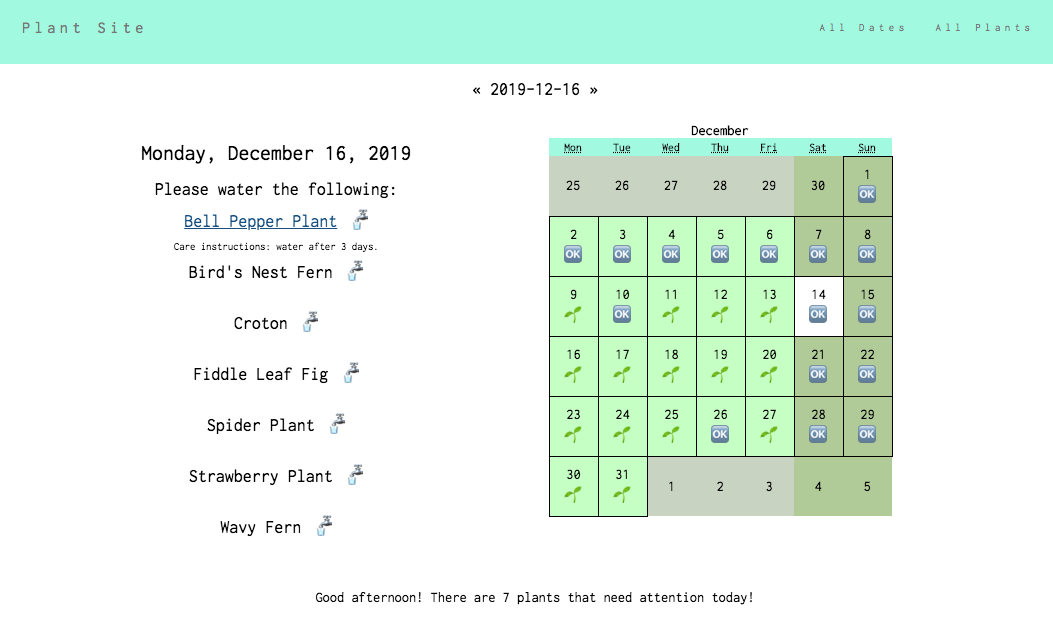 Plant Site
All Dates All Plants
« 2019-12-16 »
Monday, December 16, 2019
Please water the following:
Bell Pepper Plant
Care instructions: water after 3 days.
Bird's Nest Fern
Croton
Fiddle Leaf Fig
Spider Plant
Strawberry Plant
Wavy Fern
December
Mon Tue Wed Thu Fri Sat Sun
25 26 27 28 29 30 1
OK
2 3 4 5 6 7 8
OK OK OK OK OK OK OK
9 10 11 12 13 14 15
OK OK OK
16 17 18 19 20 21 22
OK OK
23 24 25 26 27 28 29
OK OK OK
30 31 1 2 3 4 5
Good afternoon! There are 7 plants that need attention today!